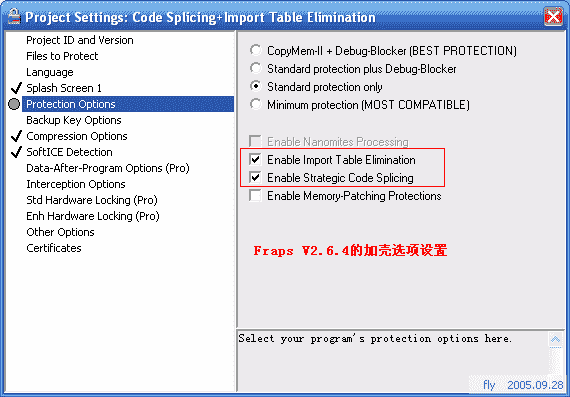 Project Settings: Code Splicing+Import Table Elimination
Project ID and Version
Files to Protect
Language
Splash Screen 1
Protection Options
Backup Key Options
Compression Options
SoftICE Detection
Data-After-Program Options (Pro)
Interception Options
Std Hardware Locking (Pro)
Enh Hardware Locking (Pro)
Other Options
Certificates
CopyMem-II + Debug-Blocker (BEST PROTECTION)
Standard protection plus Debug-Blocker
Standard protection only
Minimum protection (MOST COMPATIBLE)
Enable Nanomites Processing
Enable Import Table Elimination
Enable Strategic Code Splicing
Enable Memory-Patching Protections
Fraps V2.6.4的加壳选项设置
Select your program's protection options here.
fly 2005.09.28